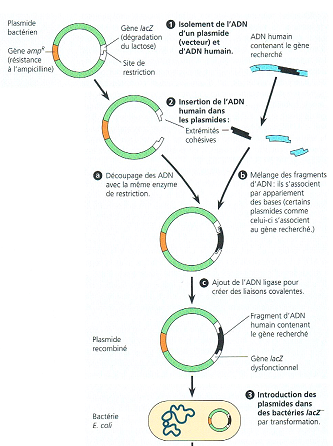 Plasmide
bactérien
Gène lacZ
(dégradation
du lactose)
Gène ampᴿ
(résistance
à l'ampicilline)
Site de
restriction
1 Isolement de l'ADN
d'un plasmide
(vecteur) et
d'ADN humain.
ADN humain
contenant le gène
recherché
2 Insertion de l'ADN
humain dans
les plasmides :
Extrémités
cohésives
a Découpage des ADN
avec la même enzyme
de restriction.
b Mélange des fragments
d'ADN : ils s'associent
par appariement
des bases (certains
plasmides comme
celui-ci s'associent
au gène recherché.)
c Ajout de l'ADN ligase pour
créer des liaisons covalentes.
Plasmide
recombiné
Fragment d'ADN
humain contenant
le gène recherché
Gène lacZ
dysfonctionnel
3 Introduction des
plasmides dans
des bactéries lacZ⁻
par transformation.
Bactérie
E. coli